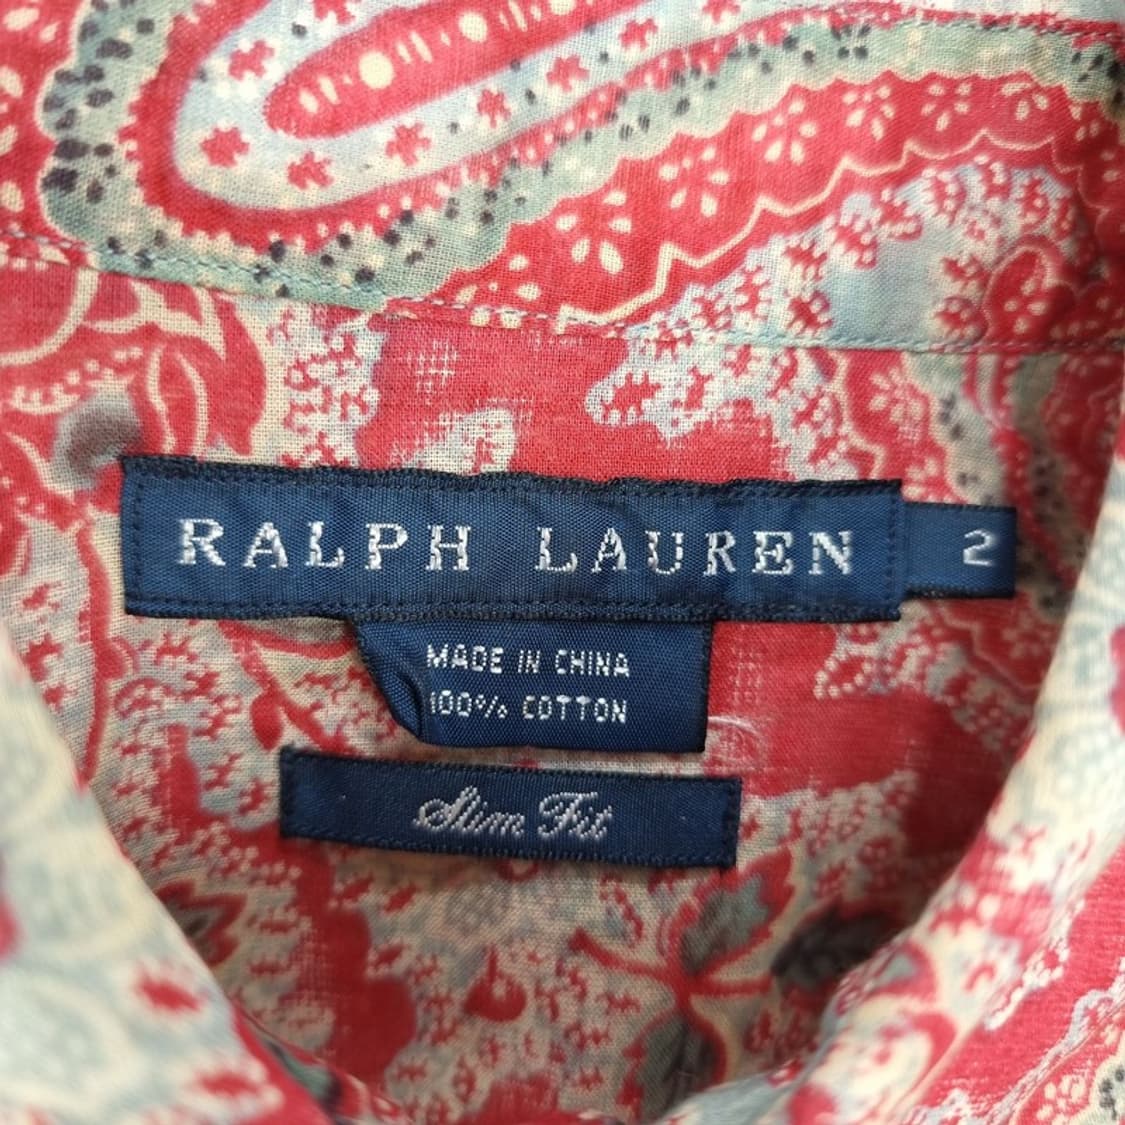 RALPH LAUREN 2
MADE IN CHINA
100% COTTON
Slim Fit